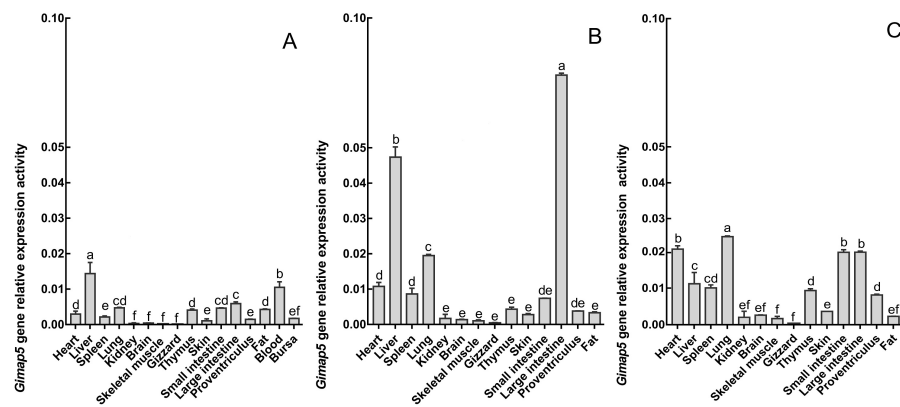 A
Gimap5 gene relative expression activity
0.10
0.05
0.04
0.03
0.02
0.01
0.00
d
a
e
cd
f
f
f
f
d
e
cd
c
e
d
b
ef
Heart
Liver
Spleen
Lung
Kidney
Brain
Skeletal muscle
Gizzard
Thymus
Skin
Small intestine
Large intestine
Proventriculus
Fat
Blood
Bursa
B
Gimap5 gene relative expression activity
0.10
0.05
0.04
0.03
0.02
0.01
0.00
d
b
d
c
e
e
e
e
e
e
de
a
de
e
Heart
Liver
Spleen
Lung
Kidney
Brain
Skeletal muscle
Gizzard
Thymus
Skin
Small intestine
Large intestine
Proventriculus
Fat
C
Gimap5 gene relative expression activity
0.10
0.05
0.04
0.03
0.02
0.01
0.00
b
c
cd
a
ef
ef
f
f
d
e
b
b
d
ef
Heart
Liver
Spleen
Lung
Kidney
Brain
Skeletal muscle
Gizzard
Thymus
Skin
Small intestine
Large intestine
Proventriculus
Fat